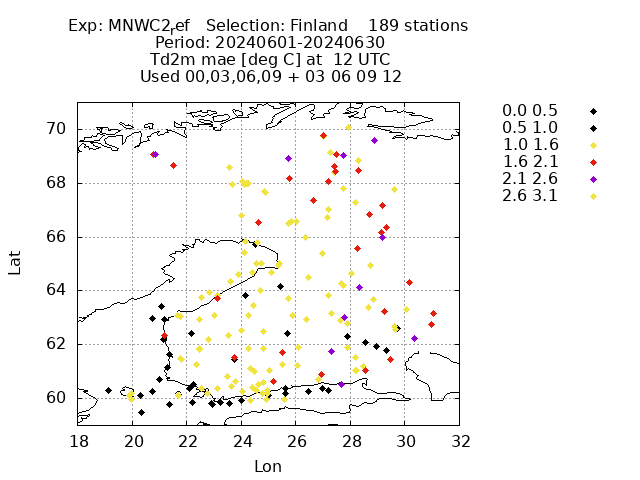 Exp: MNWC2ref Selection: Finland 189 stations
Period: 20240601-20240630
Td2m mae [deg C] at 12 UTC
Used 00,03,06,09 + 03 06 09 12
0.0 0.5
0.5 1.0
1.0 1.6
1.6 2.1
2.1 2.6
2.6 3.1
70
68
66
64
62
60
Lat
18 20 22 24 26 28 30 32
Lon